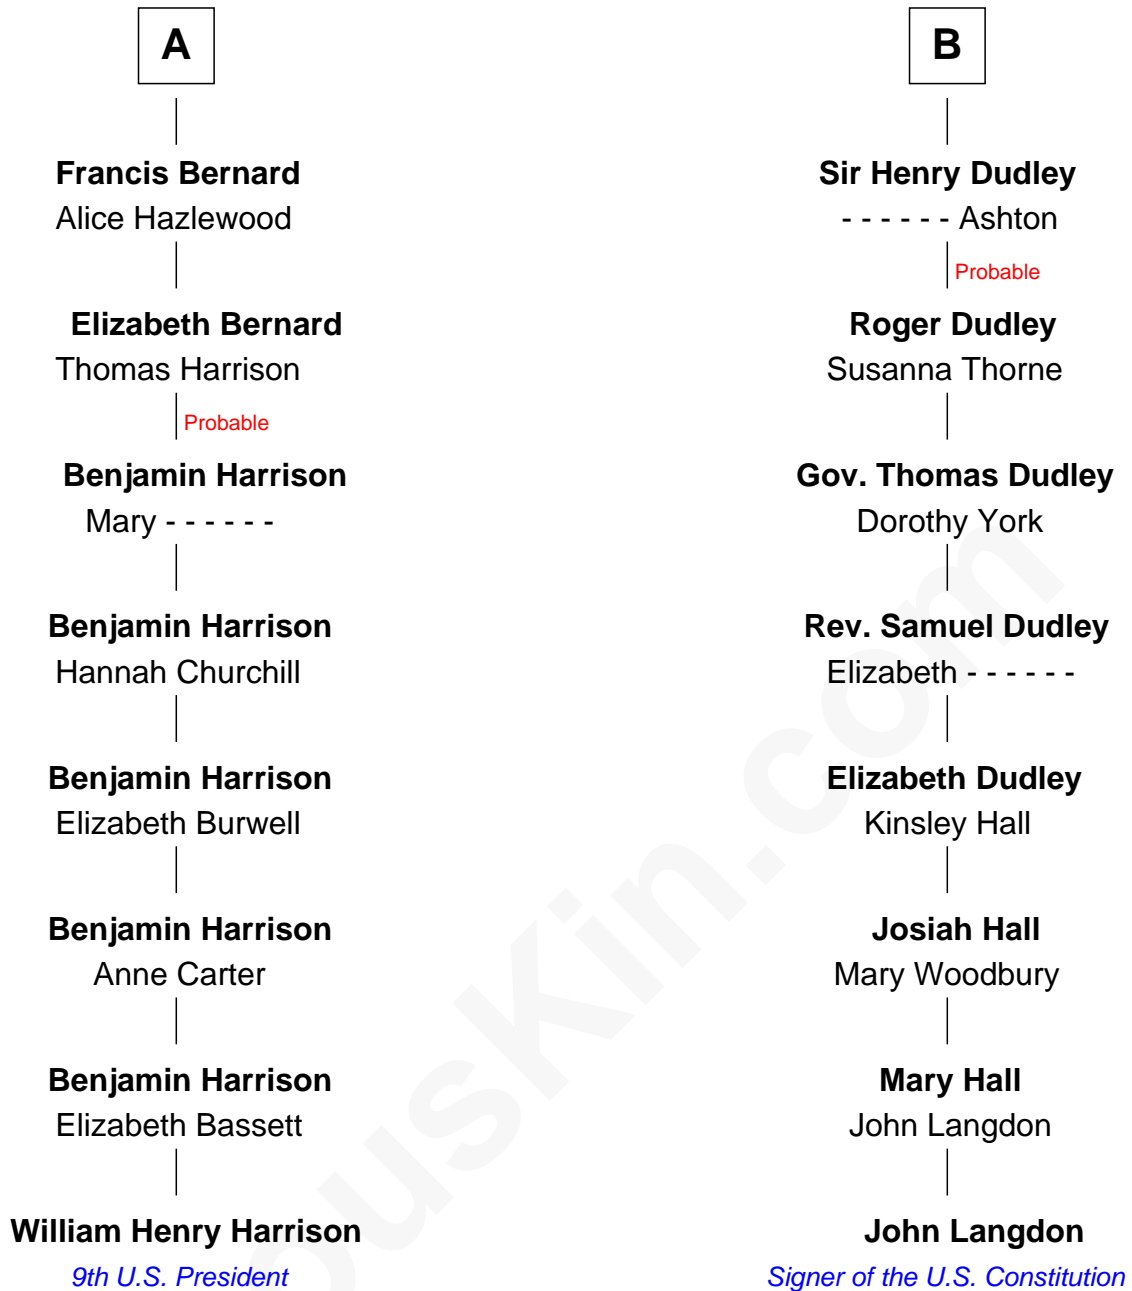 A
Francis Bernard
Alice Hazlewood
Elizabeth Bernard
Thomas Harrison
Probable
Benjamin Harrison
Mary - - - - - -
Benjamin Harrison
Hannah Churchill
Benjamin Harrison
Elizabeth Burwell
Benjamin Harrison
Anne Carter
Benjamin Harrison
Elizabeth Bassett
William Henry Harrison
9th U.S. President
B
Sir Henry Dudley
- - - - - - Ashton
Probable
Roger Dudley
Susanna Thorne
Gov. Thomas Dudley
Dorothy York
Rev. Samuel Dudley
Elizabeth - - - - - -
Elizabeth Dudley
Kinsley Hall
Josiah Hall
Mary Woodbury
Mary Hall
John Langdon
John Langdon
Signer of the U.S. Constitution
ousKin.com